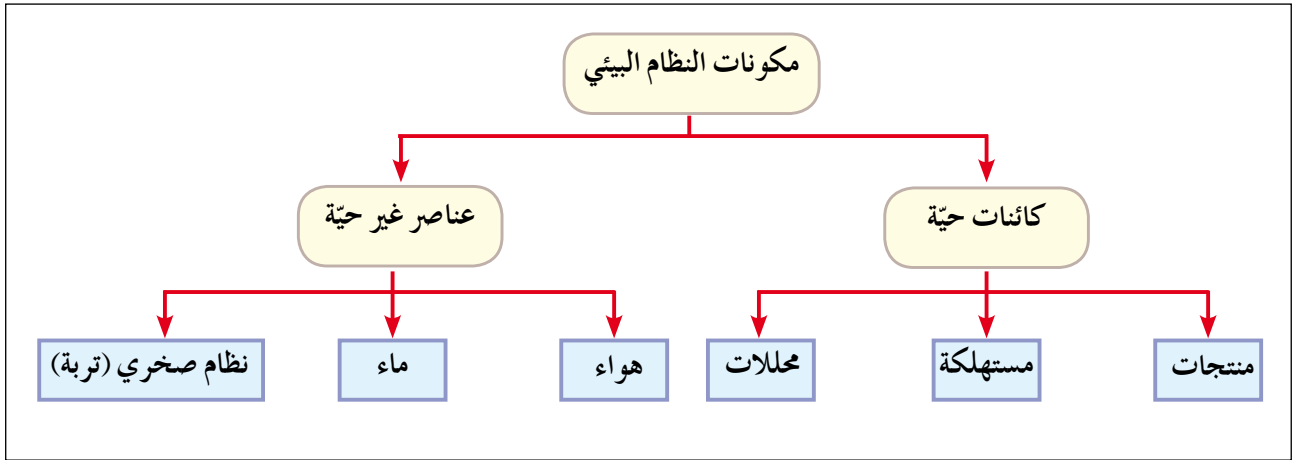 مكونات النظام البيئي
كائنات حيّة
عناصر غير حيّة
منتجات
مستهلكة
محللات
هواء
ماء
نظام صخري (تربة)